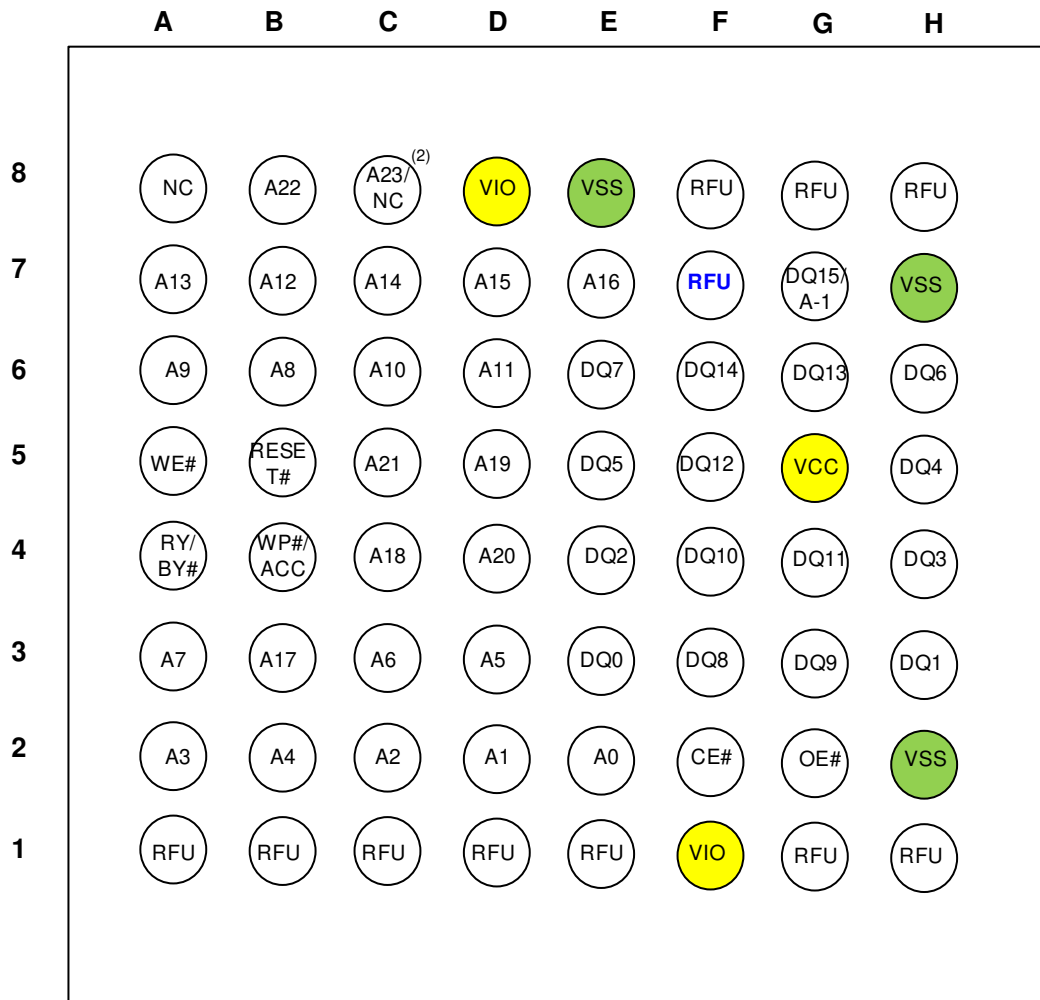 A B C D E F G H
8 NC A22 A23/ NC (2) VIO VSS RFU RFU RFU
7 A13 A12 A14 A15 A16 RFU DQ15/ A-1 VSS
6 A9 A8 A10 A11 DQ7 DQ14 DQ13 DQ6
5 WE# RESE T# A21 A19 DQ5 DQ12 VCC DQ4
4 RY/ BY# WP#/ ACC A18 A20 DQ2 DQ10 DQ11 DQ3
3 A7 A17 A6 A5 DQ0 DQ8 DQ9 DQ1
2 A3 A4 A2 A1 A0 CE# OE# VSS
1 RFU RFU RFU RFU RFU VIO RFU RFU